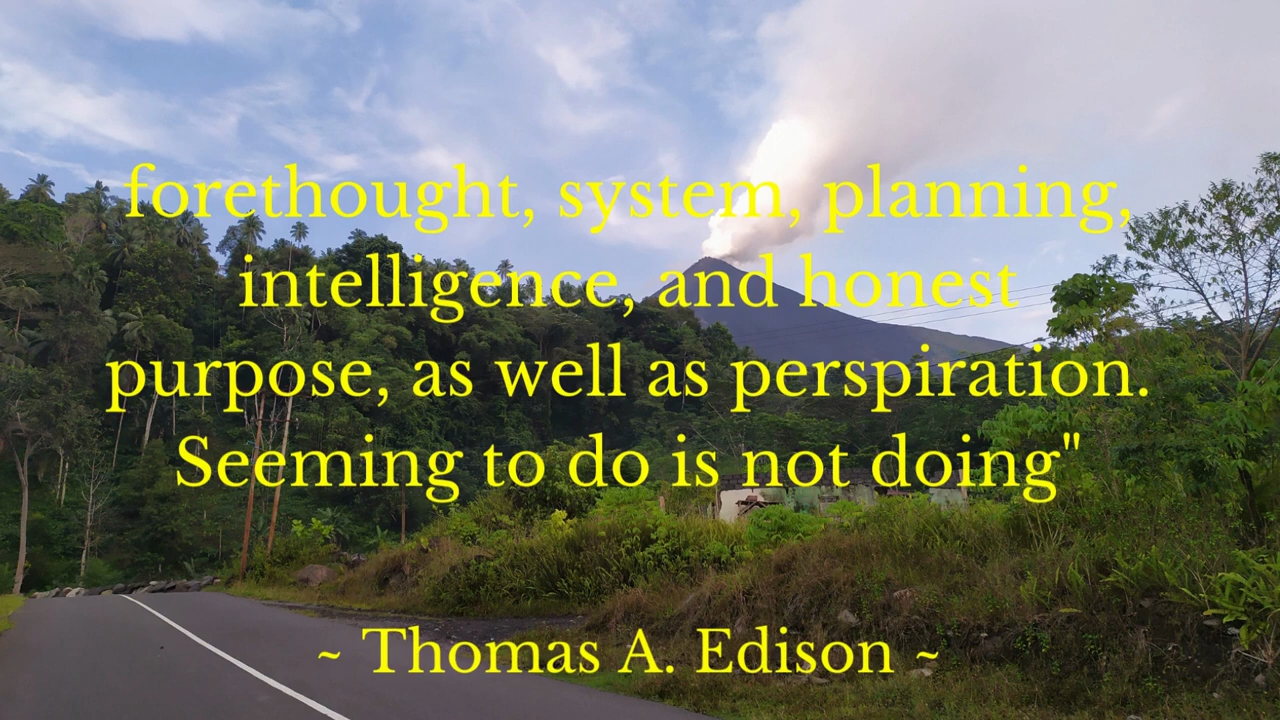 forethought, system, planning,
intelligence, and honest
purpose, as well as perspiration.
Seeming to do is not doing"
~ Thomas A. Edison ~